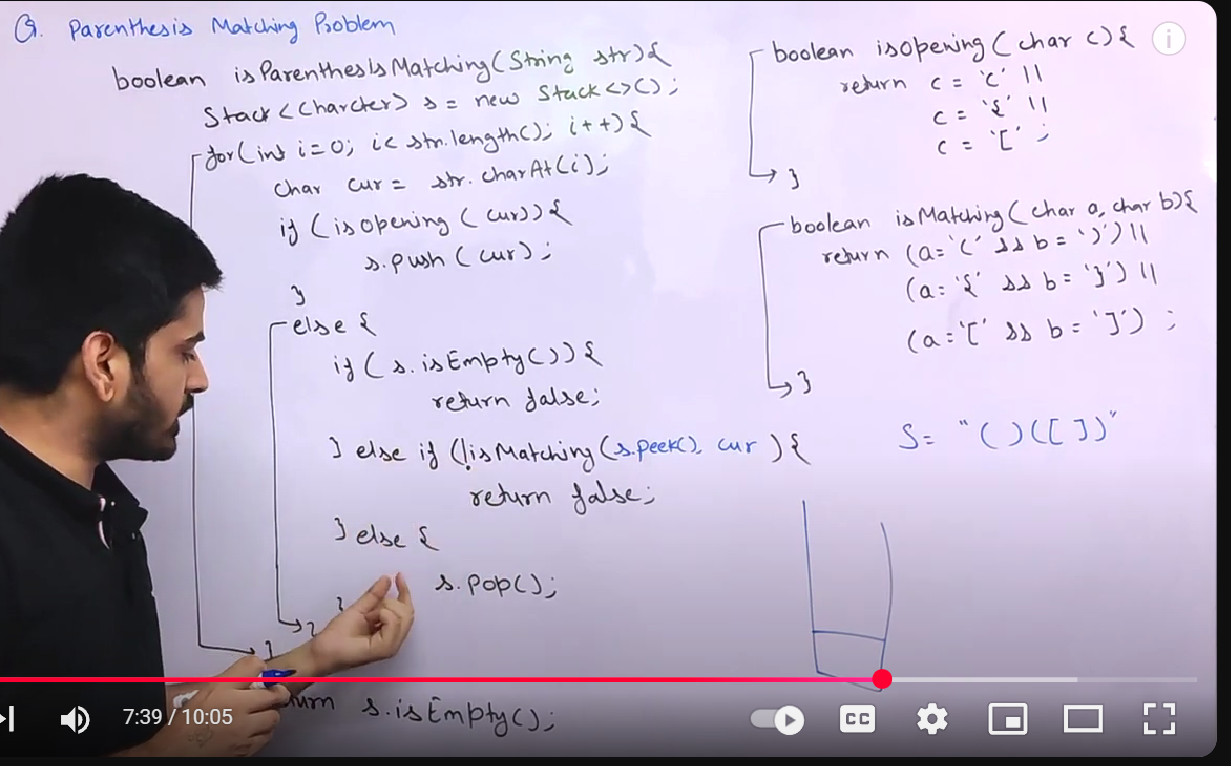 Q. Parenthesis Matching Problem
boolean isParenthesisMatching(String str){
Stack<Charcter> s = new Stack<>();
for(int i=0; i< str.length(); i++){
char cur = str.charAt(i);
if (isopening (cur)){
s.push (cur);
}
else {
if (s.isEmpty()){
return false;
} else if (!isMatching(s.peek(), cur ){
return false;
} else {
s.pop();
}
}
}
s.isEmpty();
boolean isopening (char c){
return c = '(' ||
c = '{' ||
c = '[' ;
}
boolean isMatching(char a, char b){
return (a='(' && b = ')') ||
(a= '{' && b = '}') ||
(a='[' && b = ']') ;
}
S= "()([])"
7:39 / 10:05
CC